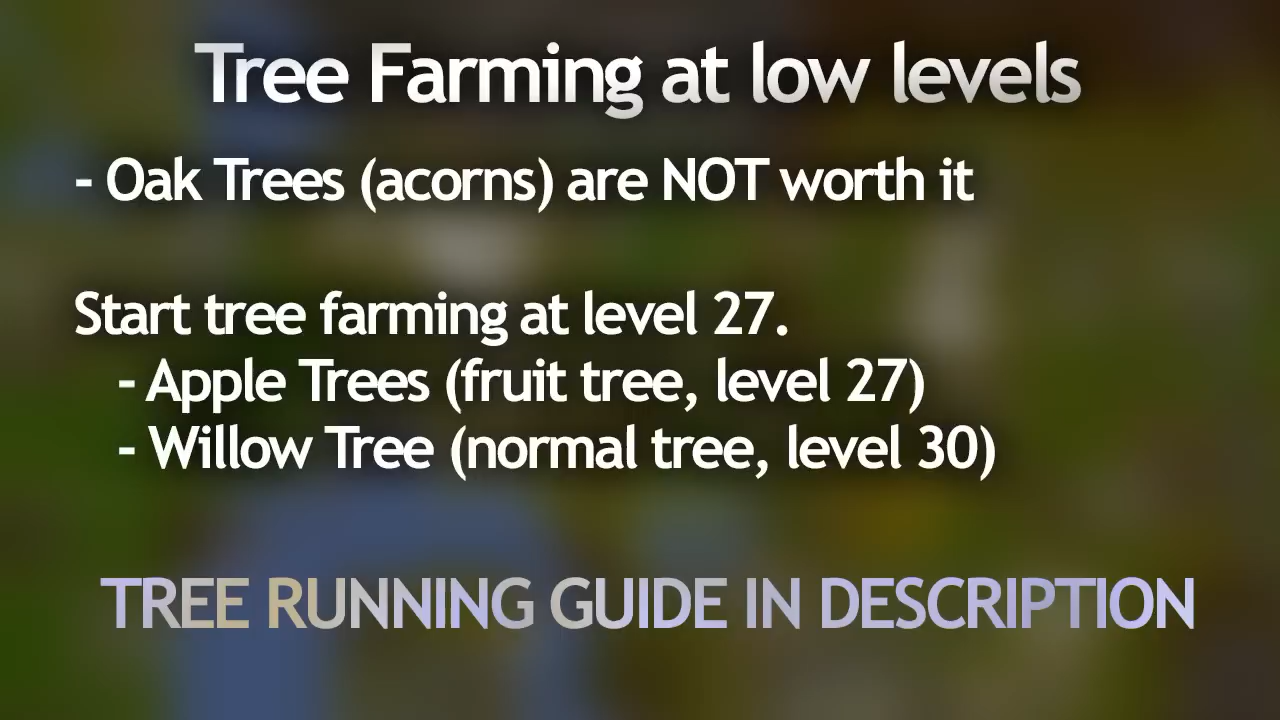 Tree Farming at low levels
- Oak Trees (acorns) are NOT worth it
Start tree farming at level 27.
- Apple Trees (fruit tree, level 27)
- Willow Tree (normal tree, level 30)
TREE RUNNING GUIDE IN DESCRIPTION